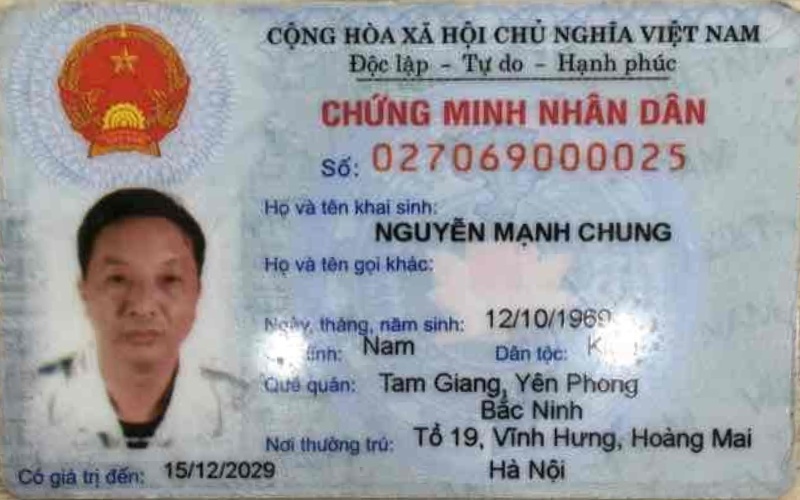 CỘNG HÒA XÃ HỘI CHỦ NGHĨA VIỆT NAM
Độc lập - Tự do - Hạnh phúc
CHỨNG MINH NHÂN DÂN
Số: 027069000025
Họ và tên khai sinh:
NGUYỄN MẠNH CHUNG
Họ và tên gọi khác:
Ngày, tháng, năm sinh: 12/10/1969
tính: Nam Dân tộc:
Quê quán: Tam Giang, Yên Phong
Bắc Ninh
Nơi thường trú: Tổ 19, Vĩnh Hưng, Hoàng Mai
Hà Nội
Có giá trị đến: 15/12/2029